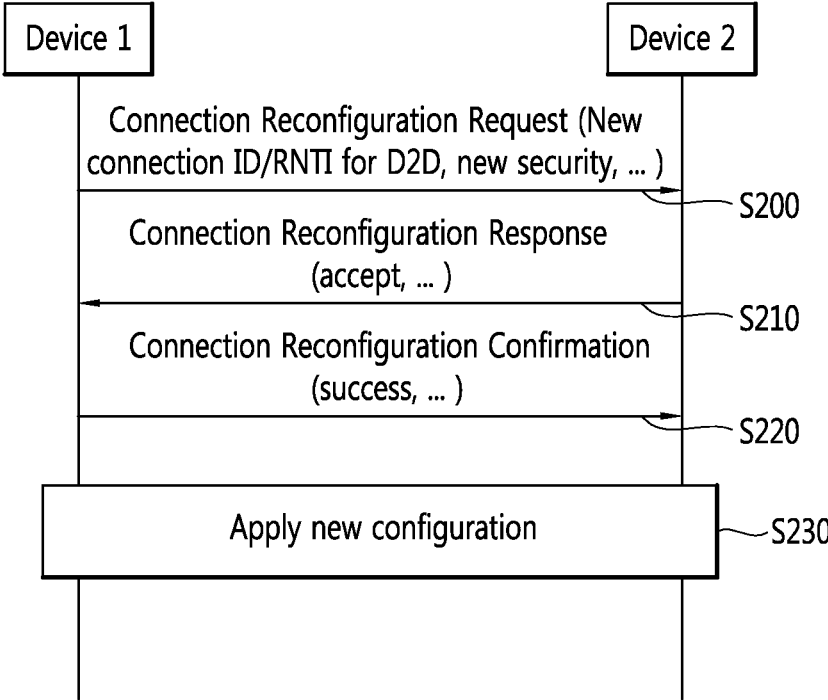 Device 1
Device 2
Connection Reconfiguration Request (New
connection ID/RNTI for D2D, new security, ... )
S200
Connection Reconfiguration Response
(accept, ... )
S210
Connection Reconfiguration Confirmation
(success, ... )
S220
Apply new configuration
S230